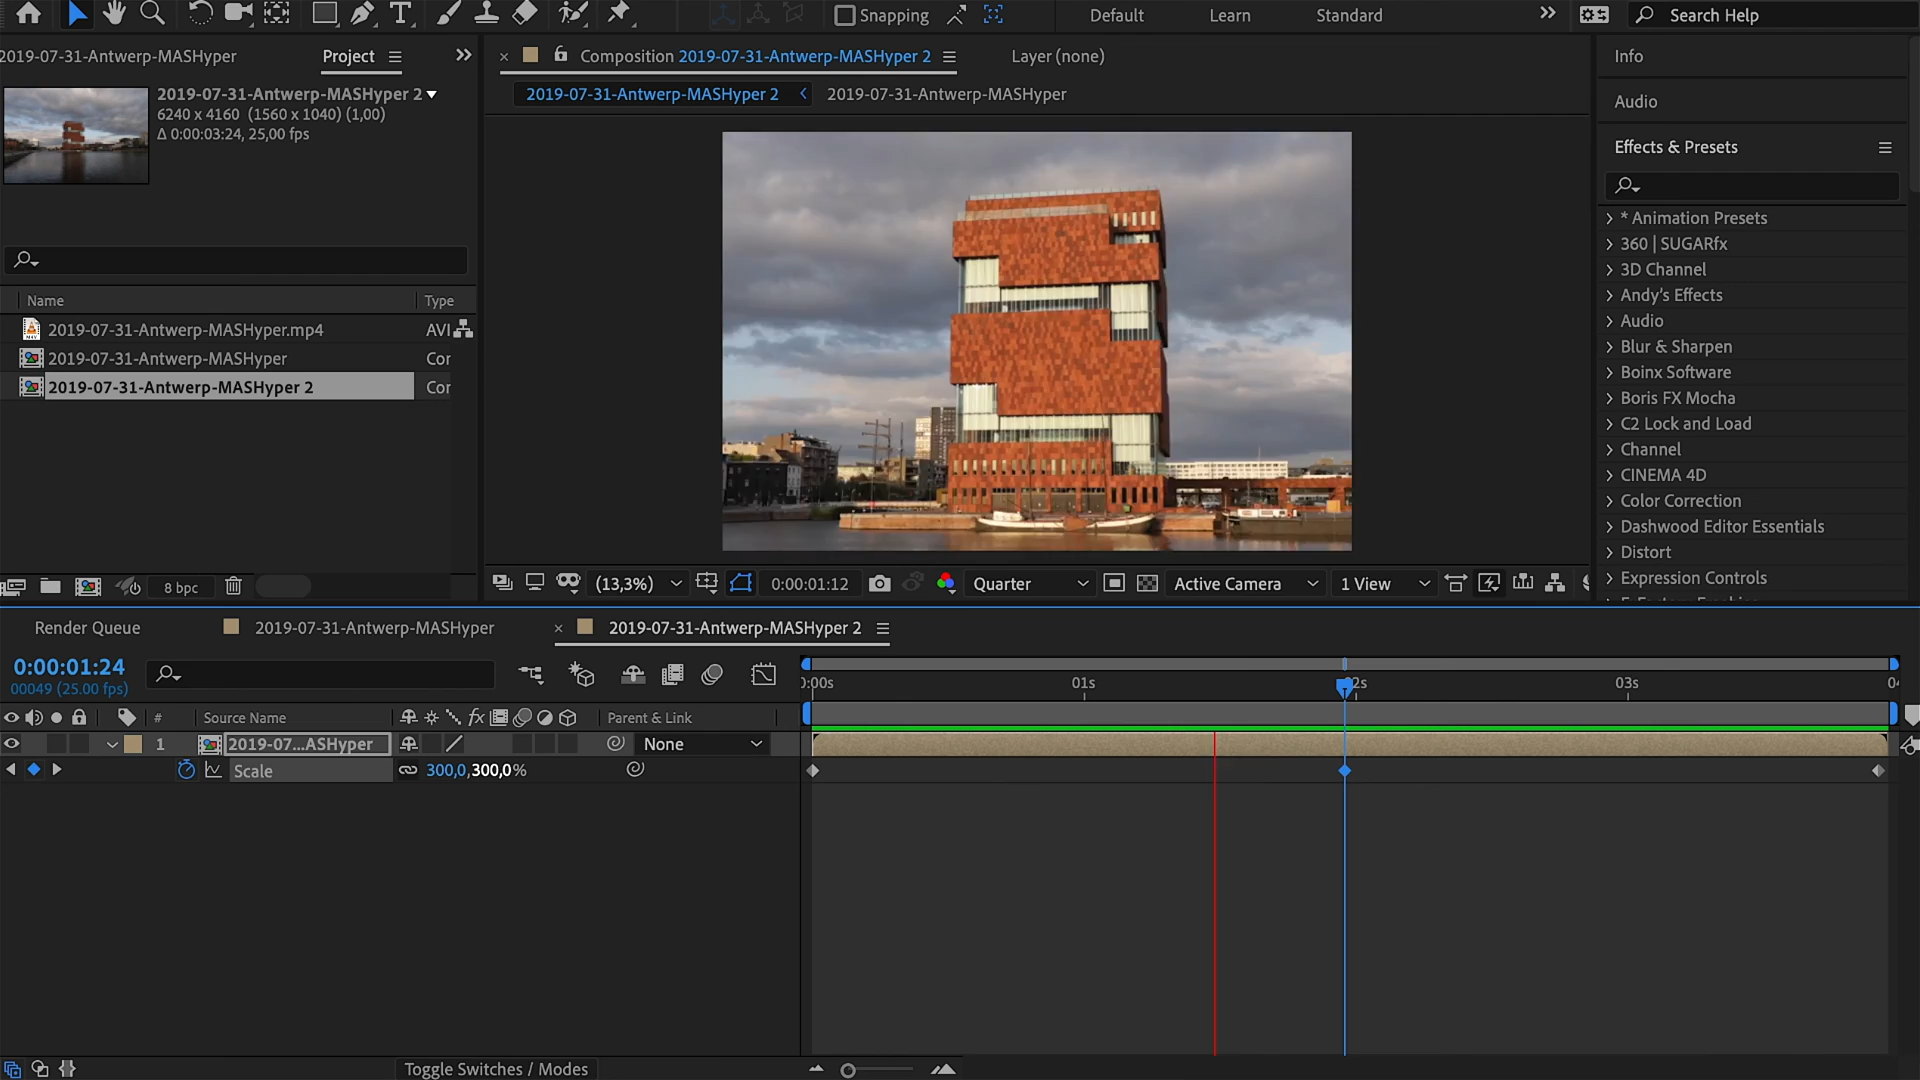 Snapping
Default
Learn
Standard
Search Help
2019-07-31-Antwerp-MASHyper
Project
Composition 2019-07-31-Antwerp-MASHyper 2
Layer (none)
2019-07-31-Antwerp-MASHyper 2
2019-07-31-Antwerp-MASHyper
2019-07-31-Antwerp-MASHyper 2
6240 x 4160 (1560 x 1040) (1,00)
Δ 0:00:03:24, 25,00 fps
Name
Type
2019-07-31-Antwerp-MASHyper.mp4
AVI
2019-07-31-Antwerp-MASHyper
Cor
2019-07-31-Antwerp-MASHyper 2
Cor
8 bpc
(13,3%)
0:00:01:12
Quarter
Active Camera
1 View
Info
Audio
Effects & Presets
* Animation Presets
360 | SUGARfx
3D Channel
Andy's Effects
Audio
Blur & Sharpen
Boinx Software
Boris FX Mocha
C2 Lock and Load
Channel
CINEMA 4D
Color Correction
Dashwood Editor Essentials
Distort
Expression Controls
Render Queue
2019-07-31-Antwerp-MASHyper
2019-07-31-Antwerp-MASHyper 2
0:00:01:24
00049 (25.00 fps)
0:00s
01s
2s
03s
04
#
Source Name
fx
Parent & Link
1
2019-07...ASHyper
None
Scale
300,0,300,0%
Toggle Switches / Modes